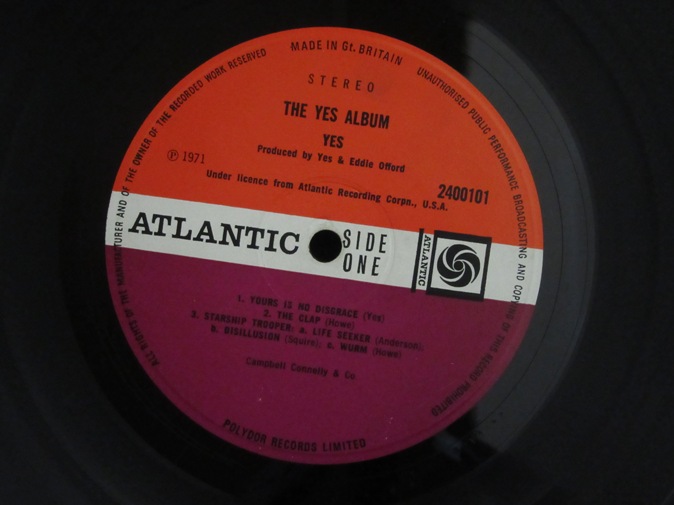 MADE IN Gt. BRITAIN
UNAUTHORISED PUBLIC PERFORMANCE BROADCASTING AND COPYING OF THIS RECORD PROHIBITED
ALL RIGHTS OF THE MANUFACTURER AND OF THE OWNER OF THE RECORDED WORK RESERVED
STEREO
THE YES ALBUM
YES
Produced by Yes & Eddie Offord
℗ 1971
Under licence from Atlantic Recording Corpn., U.S.A.
2400101
ATLANTIC
SIDE
ONE
ATLANTIC
1. YOURS IS NO DISGRACE (Yes)
2. THE CLAP (Howe)
3. STARSHIP TROOPER: a. LIFE SEEKER (Anderson),
b. DISILLUSION (Squire), c. WURM (Howe)
Campbell Connelly & Co
POLYDOR RECORDS LIMITED